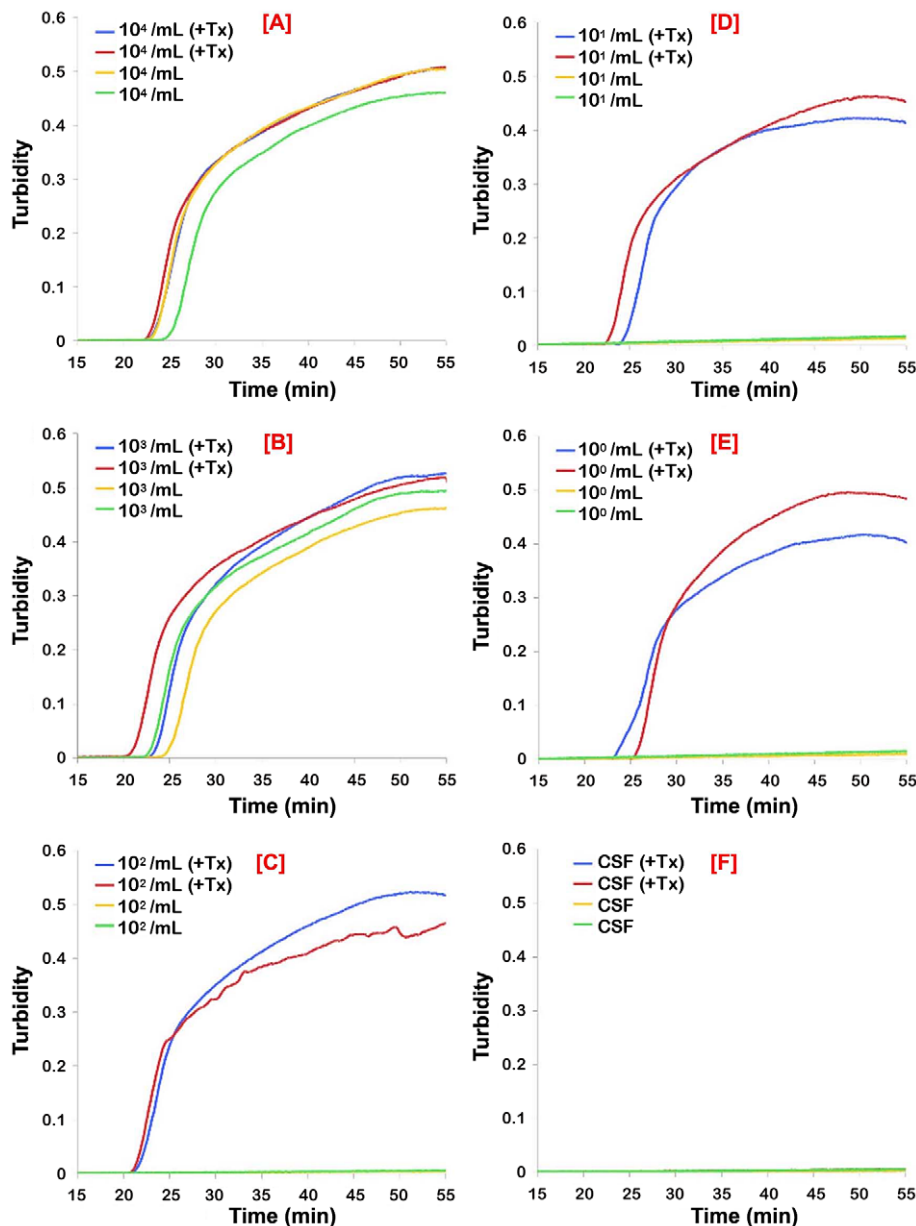 [A]
10⁴ /mL (+Tx)
10⁴ /mL (+Tx)
10⁴ /mL
10⁴ /mL
Turbidity
0.6
0.5
0.4
0.3
0.2
0.1
0
15 20 25 30 35 40 45 50 55
Time (min)
[B]
10³ /mL (+Tx)
10³ /mL (+Tx)
10³ /mL
10³ /mL
Turbidity
0.6
0.5
0.4
0.3
0.2
0.1
0
15 20 25 30 35 40 45 50 55
Time (min)
[C]
10² /mL (+Tx)
10² /mL (+Tx)
10² /mL
10² /mL
Turbidity
0.6
0.5
0.4
0.3
0.2
0.1
0
15 20 25 30 35 40 45 50 55
Time (min)
[D]
10¹ /mL (+Tx)
10¹ /mL (+Tx)
10¹ /mL
10¹ /mL
Turbidity
0.6
0.5
0.4
0.3
0.2
0.1
0
15 20 25 30 35 40 45 50 55
Time (min)
[E]
10⁰ /mL (+Tx)
10⁰ /mL (+Tx)
10⁰ /mL
10⁰ /mL
Turbidity
0.6
0.5
0.4
0.3
0.2
0.1
0
15 20 25 30 35 40 45 50 55
Time (min)
[F]
CSF (+Tx)
CSF (+Tx)
CSF
CSF
Turbidity
0.6
0.5
0.4
0.3
0.2
0.1
0
15 20 25 30 35 40 45 50 55
Time (min)